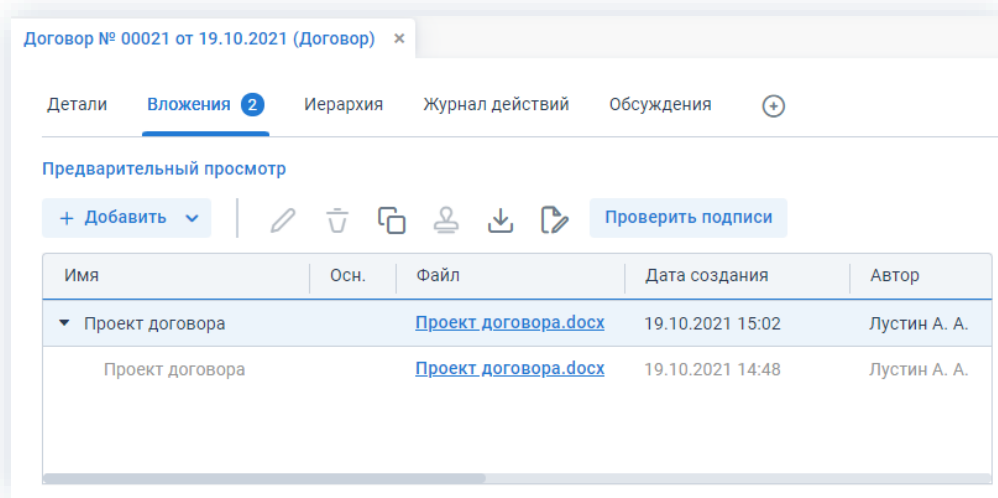 Договор № 00021 от 19.10.2021 (Договор) ×
Детали Вложения 2 Иерархия Журнал действий Обсуждения
Предварительный просмотр
+ Добавить Проверить подписи
Имя Осн. Файл Дата создания Автор
Проект договора Проект договора.docx 19.10.2021 15:02 Лустин А. А.
Проект договора Проект договора.docx 19.10.2021 14:48 Лустин А. А.